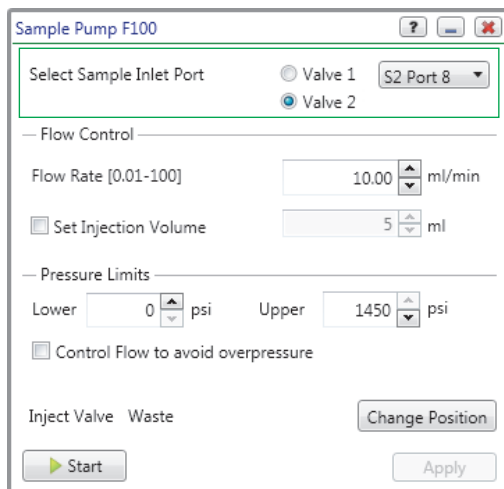 Sample Pump F100 ?
Select Sample Inlet Port Valve 1 S2 Port 8
Valve 2
Flow Control
Flow Rate [0.01-100] 10.00 ml/min
Set Injection Volume 5 ml
Pressure Limits
Lower 0 psi Upper 1450 psi
Control Flow to avoid overpressure
Inject Valve Waste Change Position
Start Apply